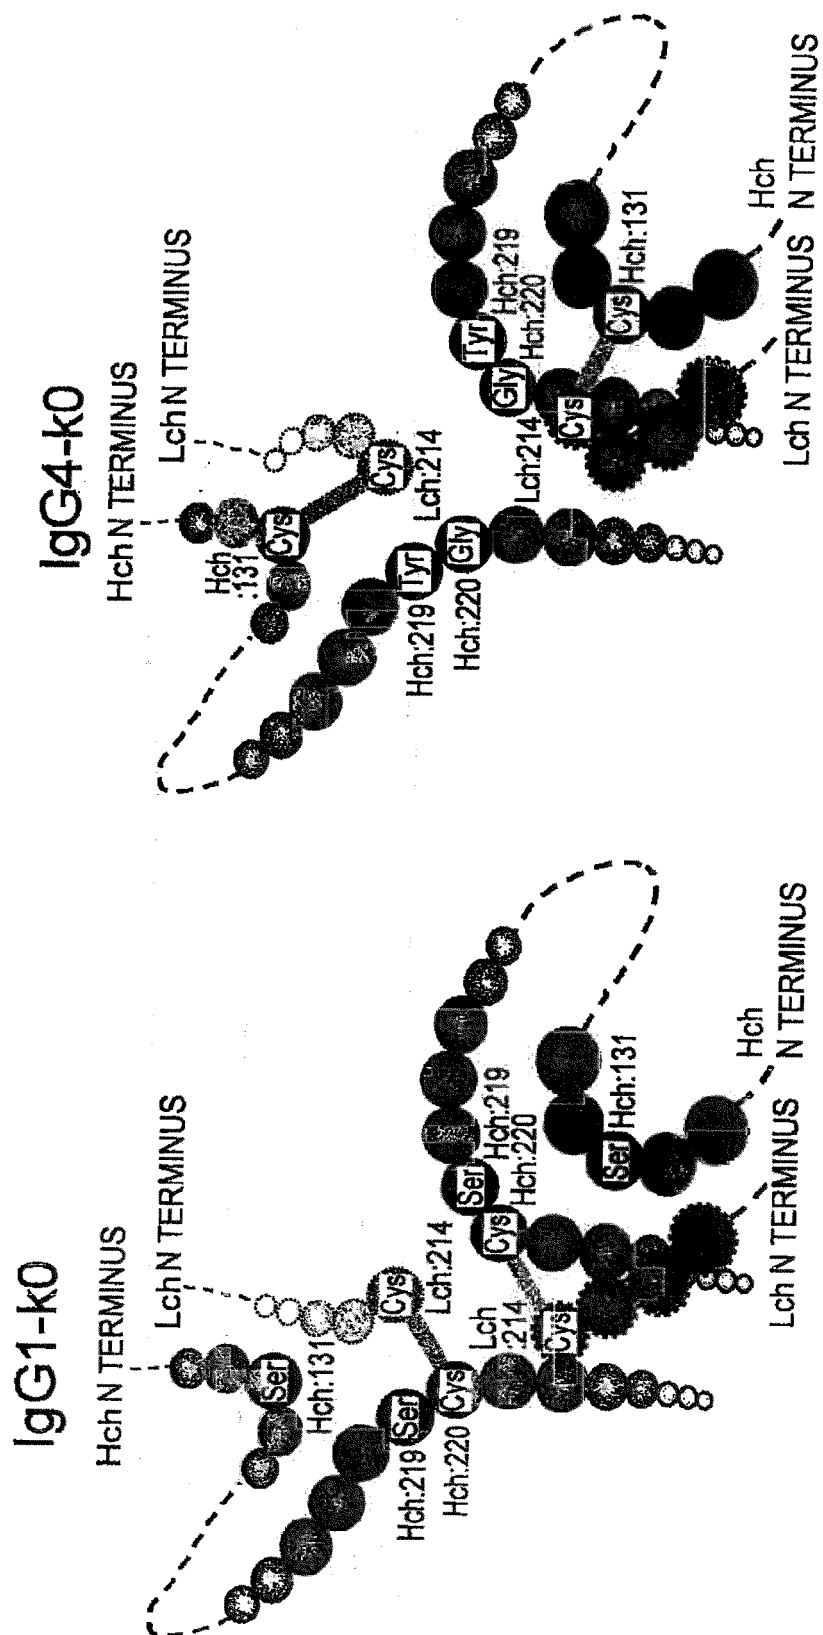 IgG1-k0
Hch N TERMINUS
Lch N TERMINUS
Ser
Hch:131
Cys
Lch:214
Ser
Hch:219
Cys
Hch:220
Ser
Hch:219
Cys
Hch:220
Lch
:214
Cys
Ser
Hch:131
Hch
N TERMINUS
Lch N TERMINUS
IgG4-k0
Hch N TERMINUS
Lch N TERMINUS
Hch
:131
Cys
Cys
Lch:214
Tyr
Hch:219
Gly
Hch:220
Tyr
Hch:219
Gly
Hch:220
Lch:214
Cys
Cys
Hch:131
Hch
N TERMINUS
Lch N TERMINUS